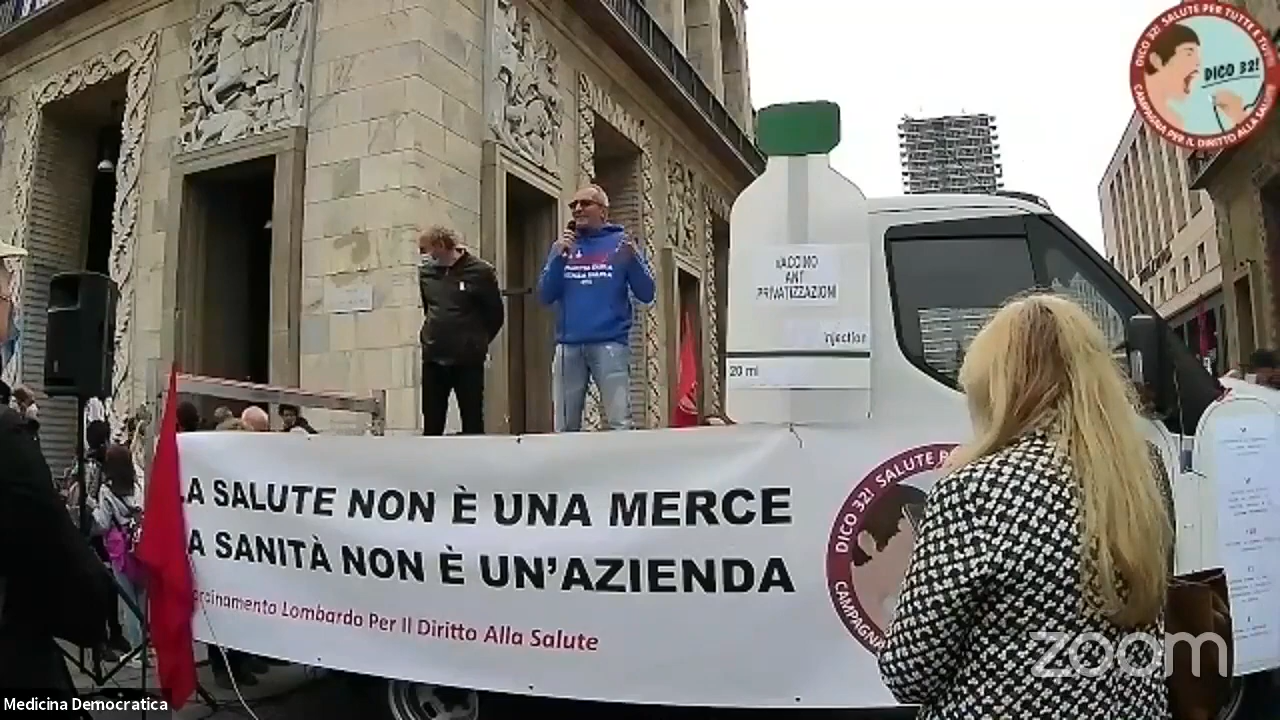 DICO 32! SALUTE PER TUTTE E TUTTI
DICO 32!
CAMPAGNA PER IL DIRITTO ALLA SALUTE
VACCINO
ANTI
PRIVATIZZAZIONI
injection
20 ml
LA SALUTE NON È UNA MERCE
LA SANITÀ NON È UN'AZIENDA
Lombardo Per Il Diritto Alla Salute
DICO 32! SALUTE
CAMPAGNA
zoom
Medicina Democratica